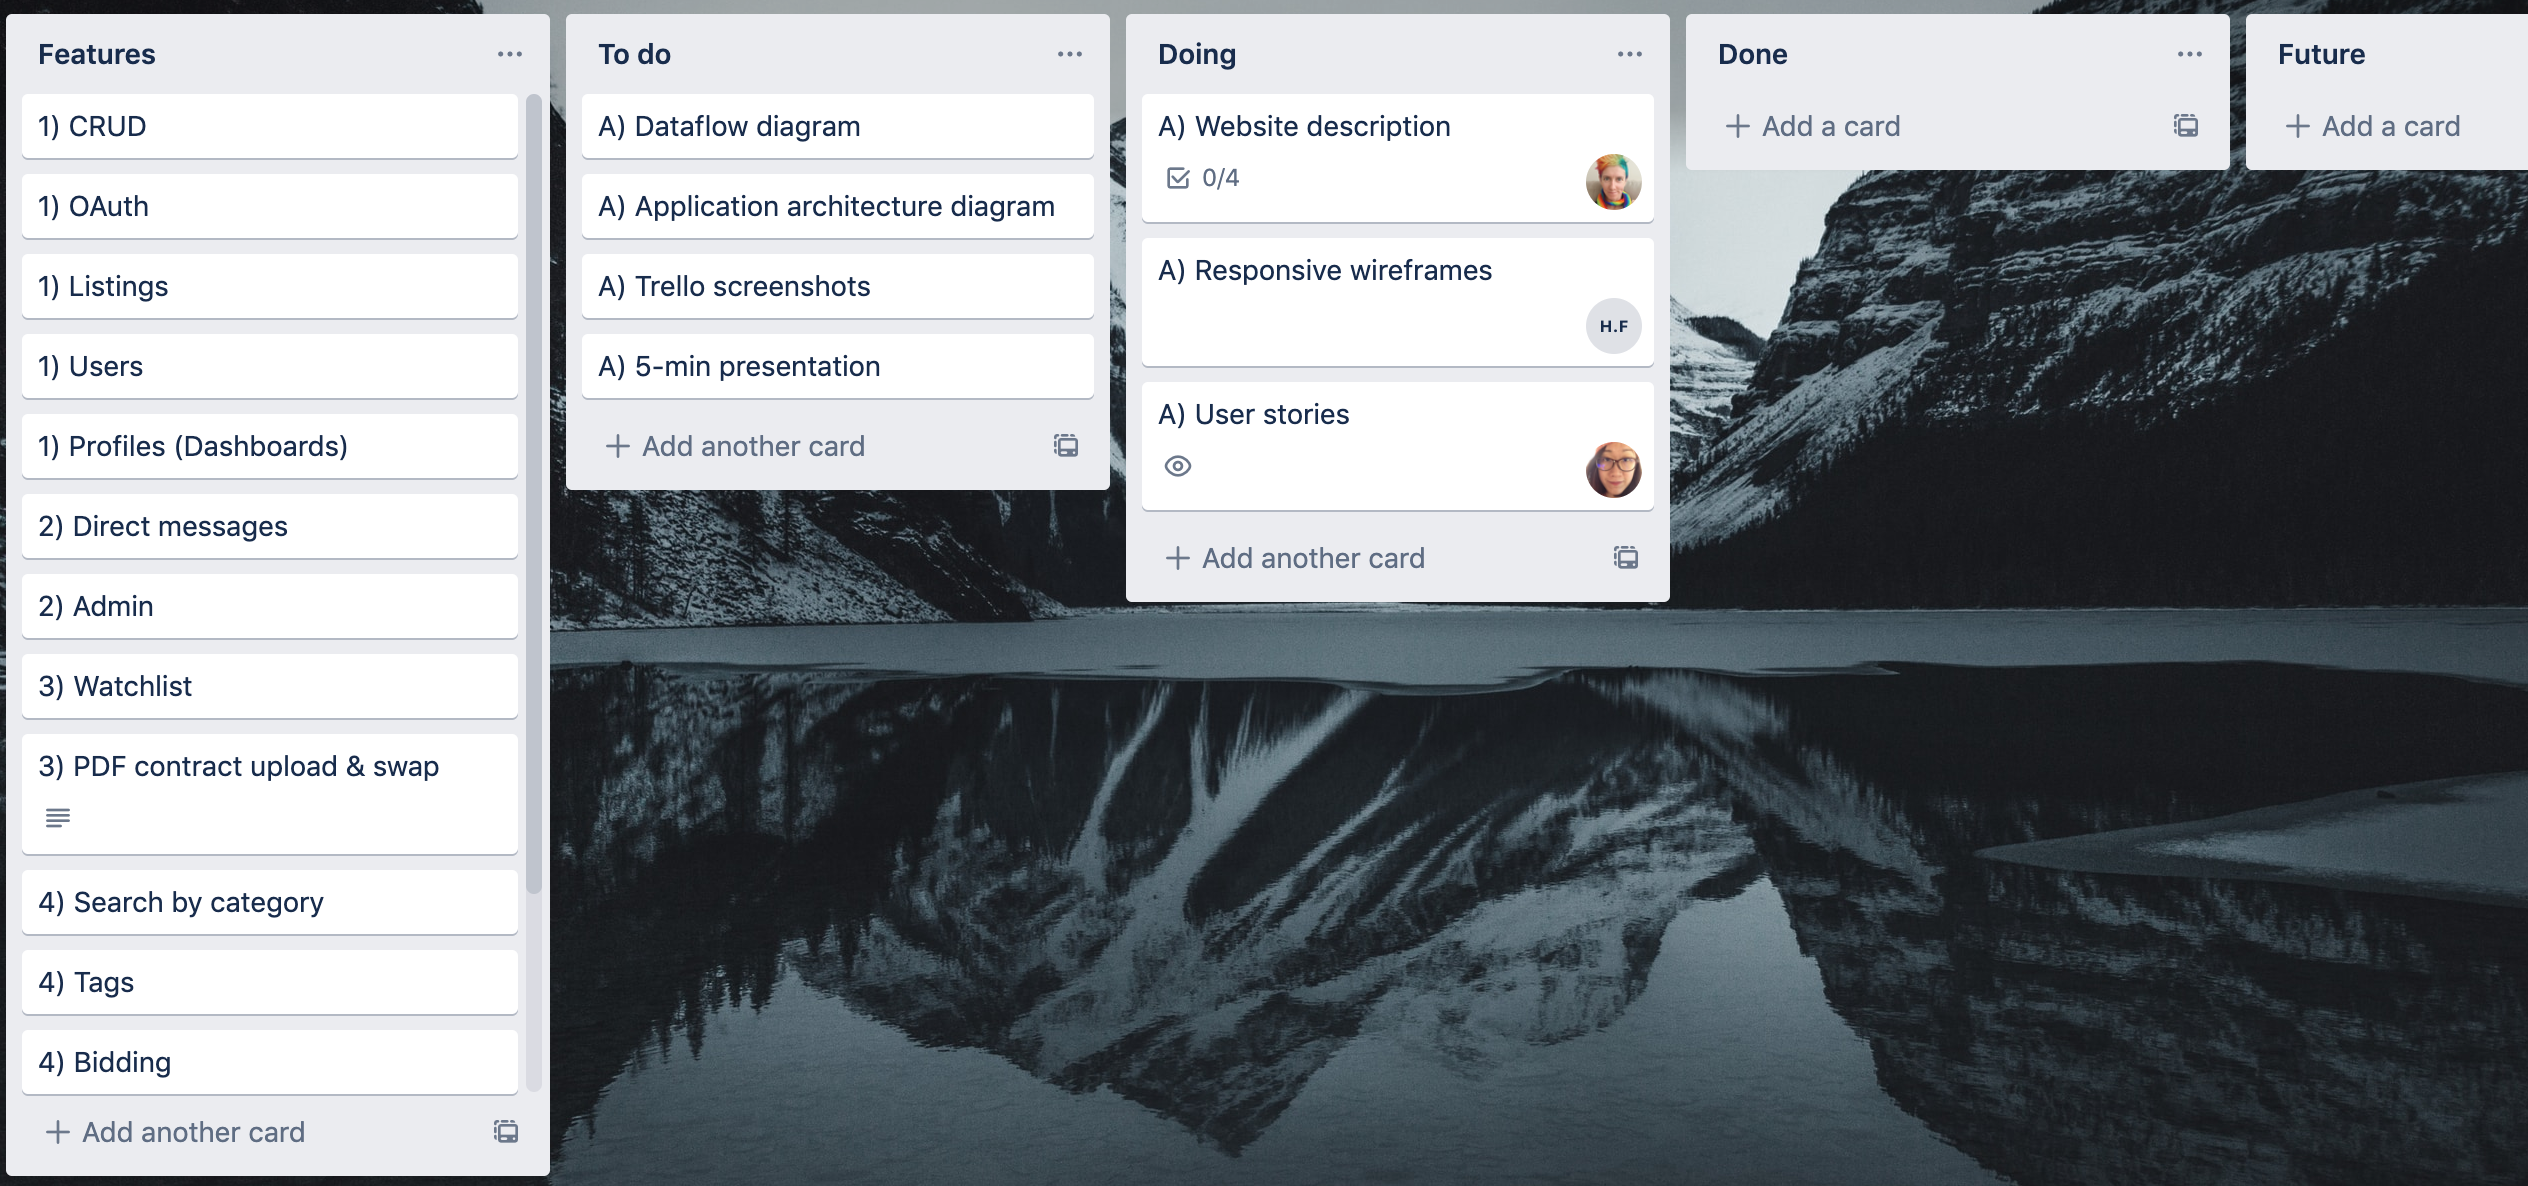 Features
1) CRUD
1) OAuth
1) Listings
1) Users
1) Profiles (Dashboards)
2) Direct messages
2) Admin
3) Watchlist
3) PDF contract upload & swap
4) Search by category
4) Tags
4) Bidding
Add another card
To do
A) Dataflow diagram
A) Application architecture diagram
A) Trello screenshots
A) 5-min presentation
Add another card
Doing
A) Website description
0/4
A) Responsive wireframes
H.F
A) User stories
Add another card
Done
Add a card
Future
Add a card